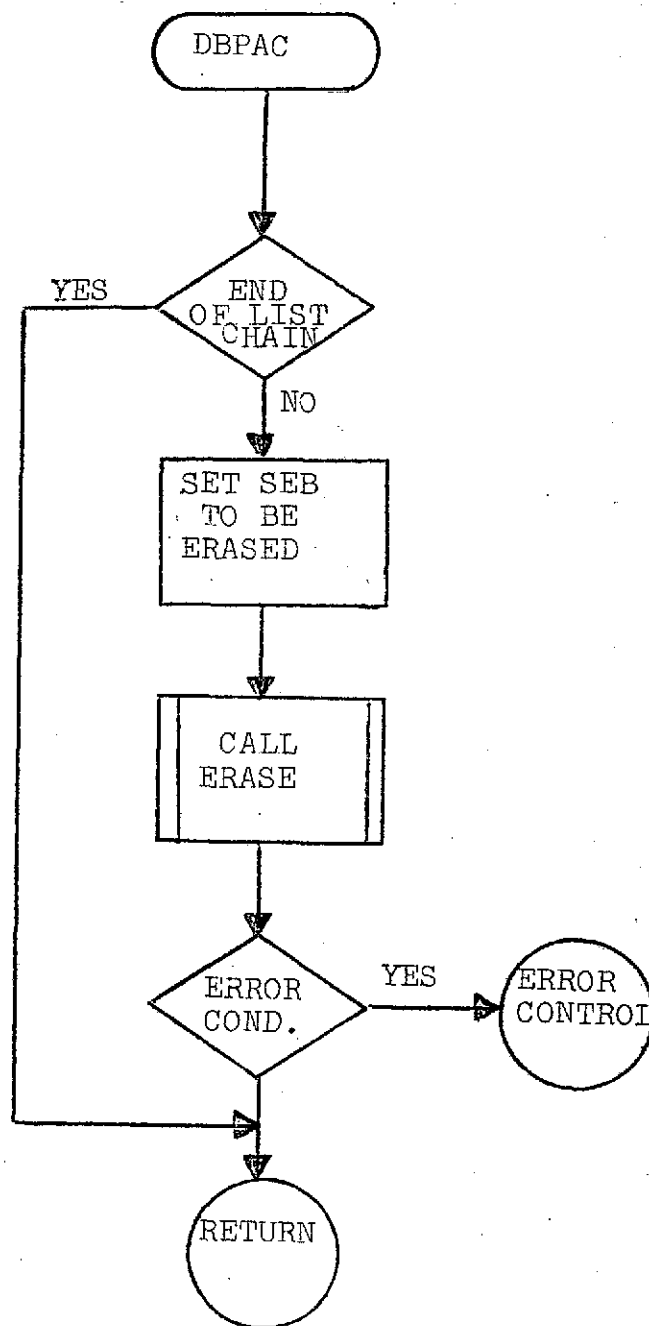 DBPAC
YES
END
OF LIST
CHAIN
NO
SET SEB
TO BE
ERASED
CALL
ERASE
ERROR
COND.
YES
ERROR
CONTROL
RETURN